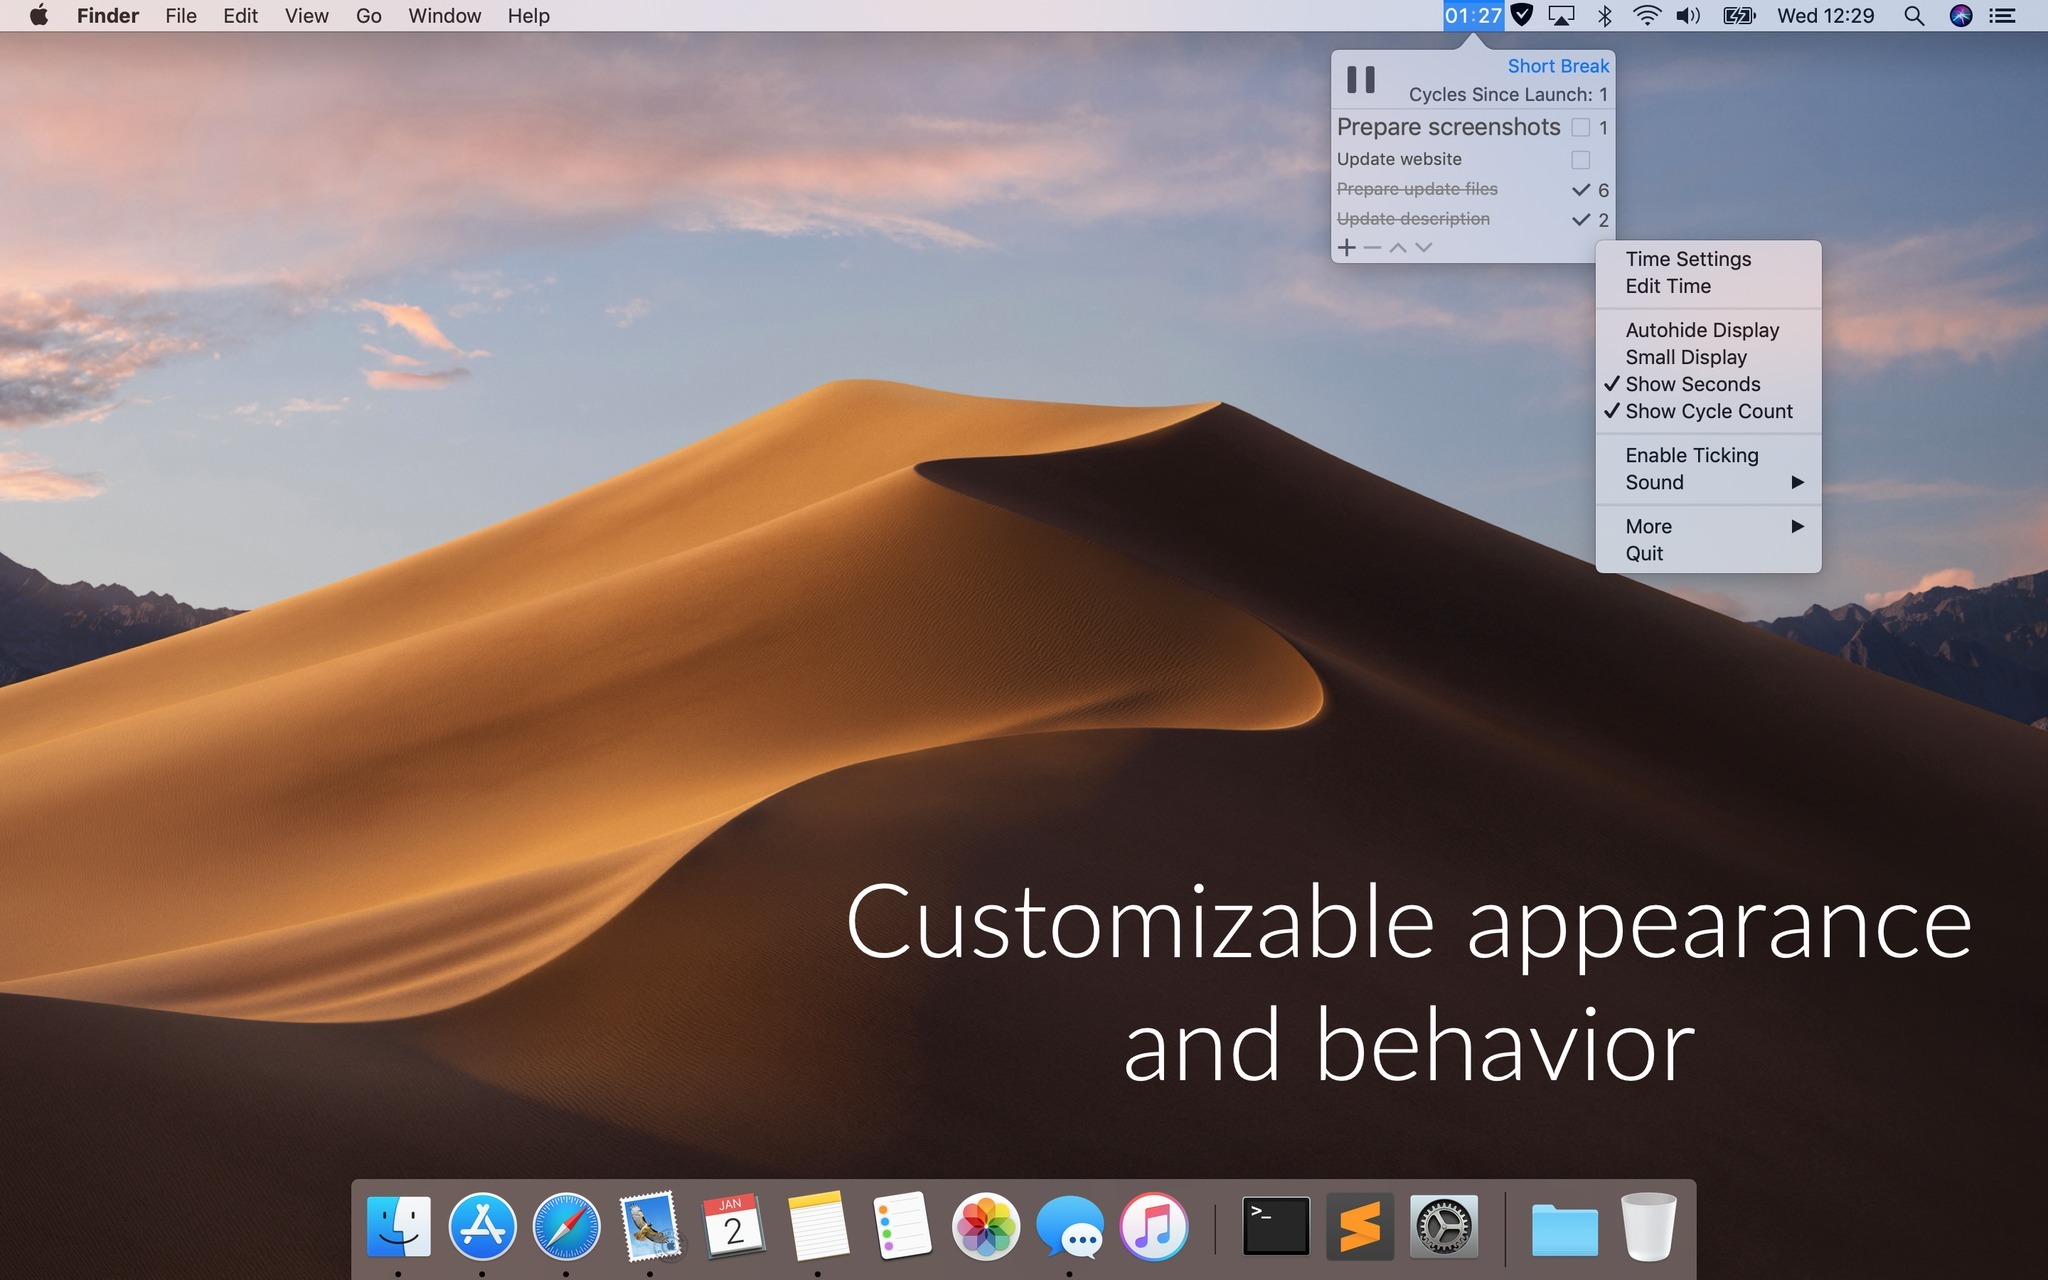 Finder File Edit View Go Window Help 01:27 Wed 12:29
Short Break
Cycles Since Launch: 1
Prepare screenshots 1
Update website
Prepare update files 6
Update description 2
Time Settings
Edit Time
Autohide Display
Small Display
Show Seconds
Show Cycle Count
Enable Ticking
Sound
More
Quit
Customizable appearance
and behavior
JAN
2
>_